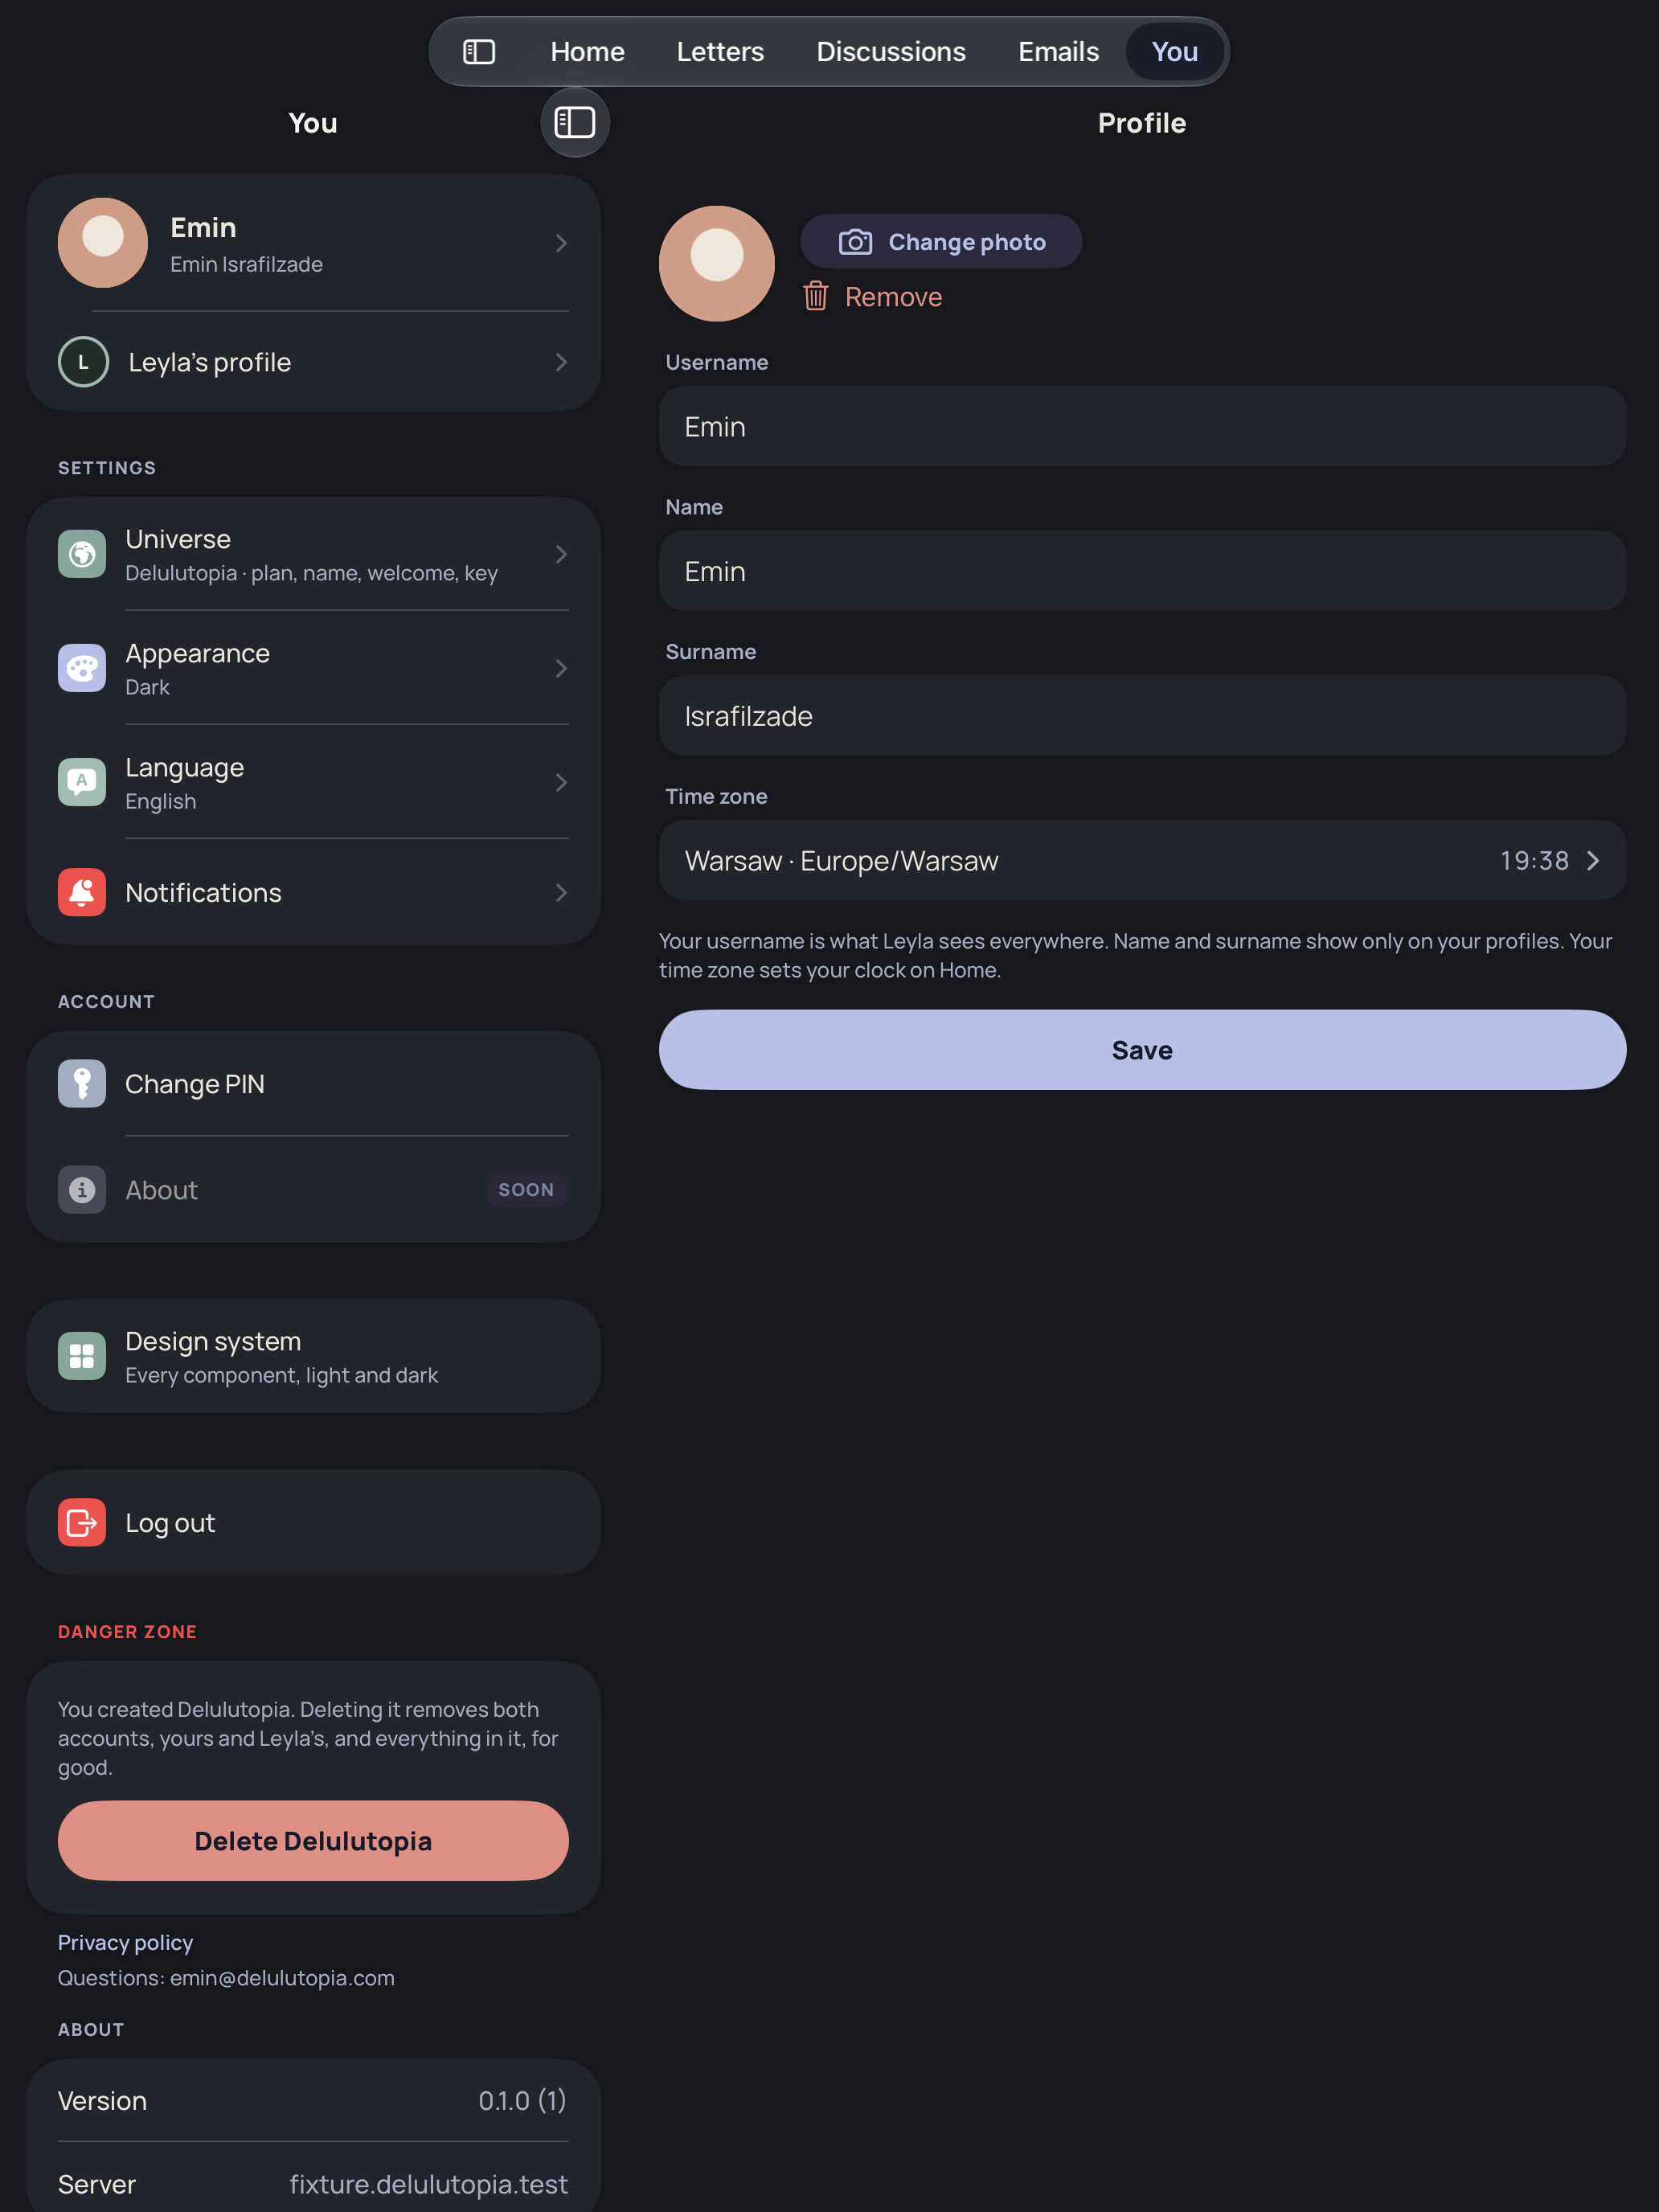 Home
Letters
Discussions
Emails
You
You
Emin
Emin Israfilzade
L
Leyla's profile
SETTINGS
Universe
Delulutopia · plan, name, welcome, key
Appearance
Dark
A
Language
English
Notifications
ACCOUNT
Change PIN
About
SOON
Design system
Every component, light and dark
Log out
DANGER ZONE
You created Delulutopia. Deleting it removes both
accounts, yours and Leyla's, and everything in it, for
good.
Delete Delulutopia
Privacy policy
Questions: emin@delulutopia.com
ABOUT
Version 0.1.0 (1)
Server fixture.delulutopia.test
Profile
Change photo
Remove
Username
Emin
Name
Emin
Surname
Israfilzade
Time zone
Warsaw · Europe/Warsaw 19:38
Your username is what Leyla sees everywhere. Name and surname show only on your profiles. Your
time zone sets your clock on Home.
Save